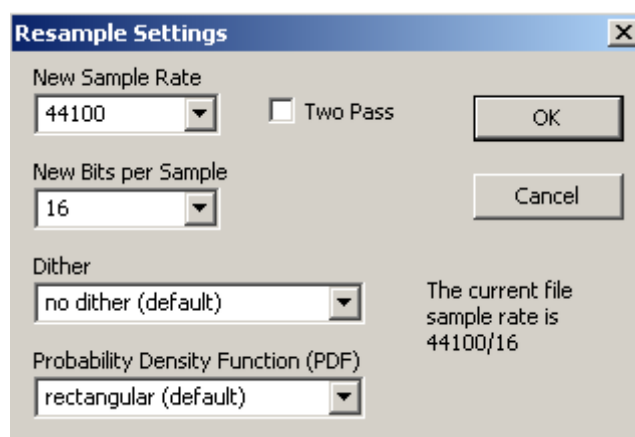 Resample Settings
New Sample Rate
44100
Two Pass
OK
New Bits per Sample
16
Cancel
Dither
no dither (default)
The current file
sample rate is
44100/16
Probability Density Function (PDF)
rectangular (default)